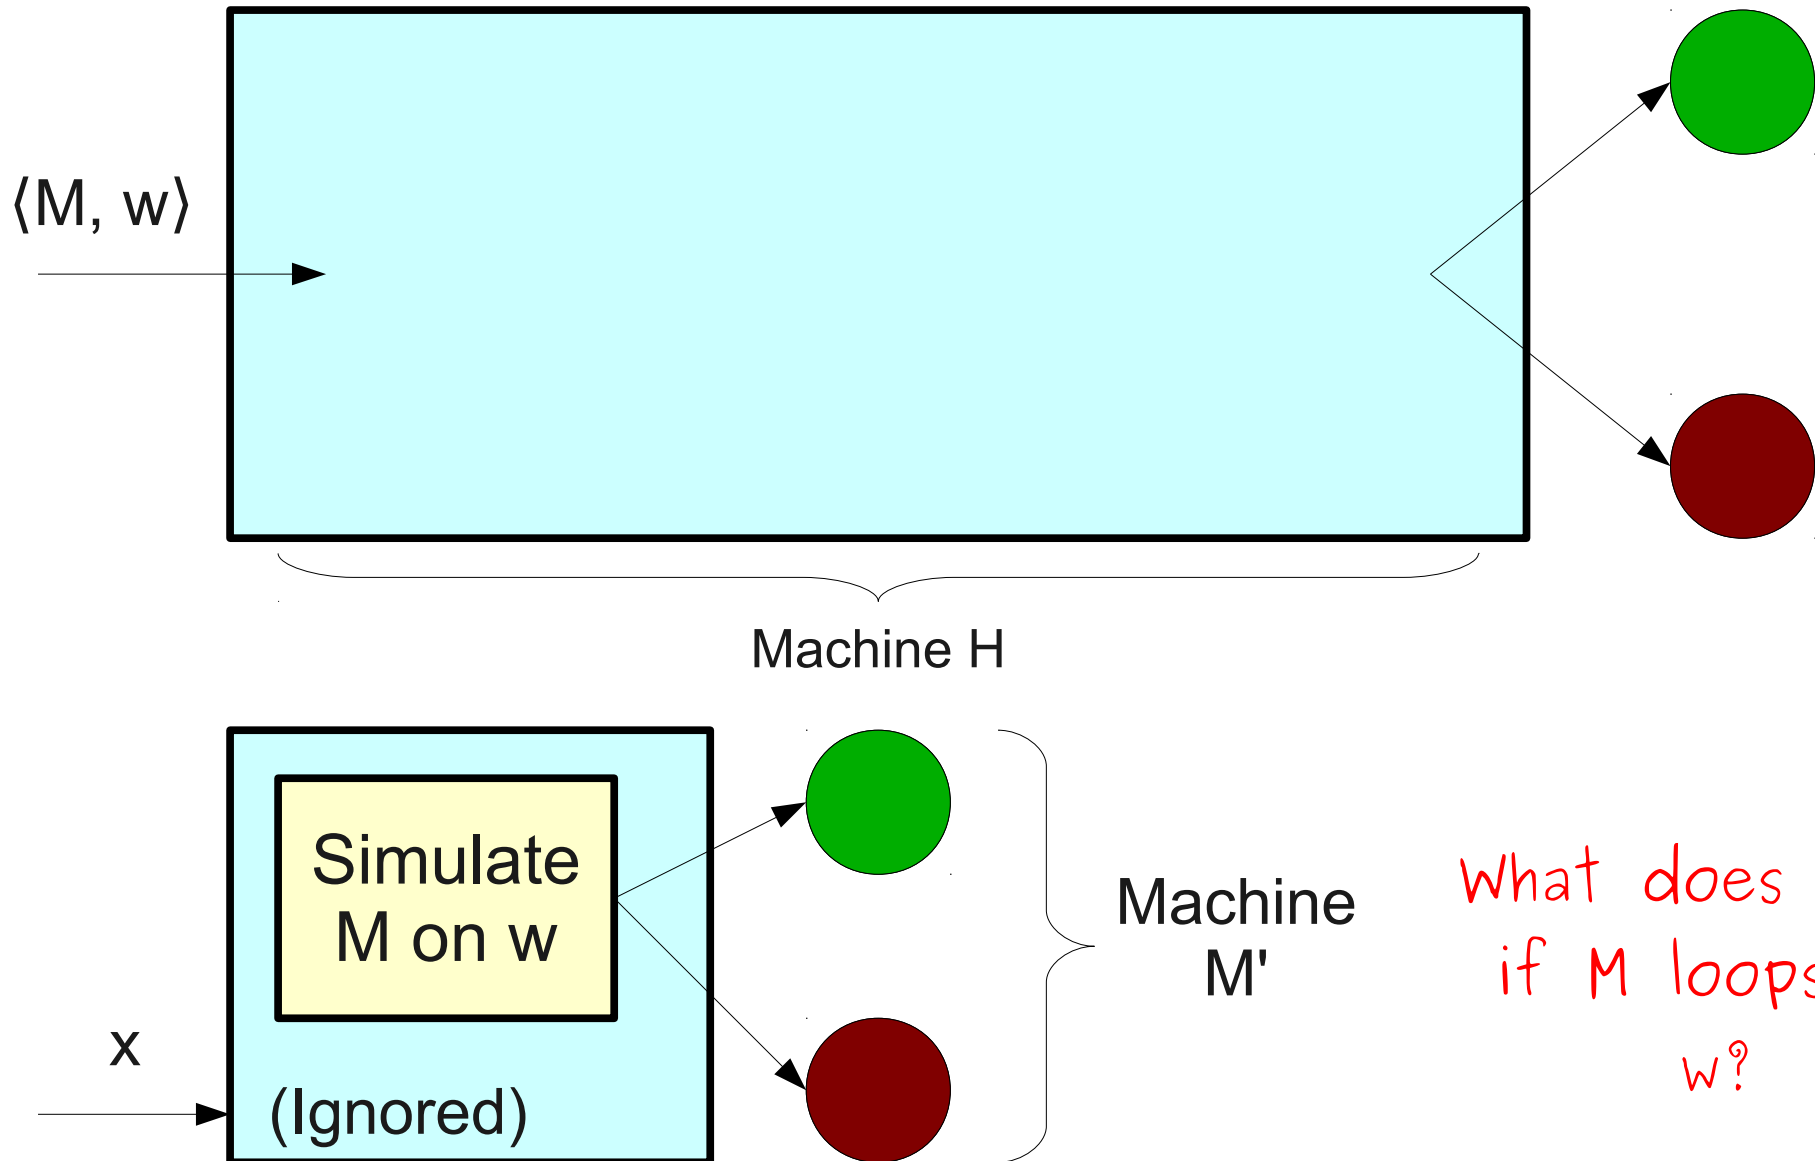 ⟨M, w⟩
Machine H
Simulate
M on w
x
(Ignored)
Machine
M'
What does
if M loops
w?